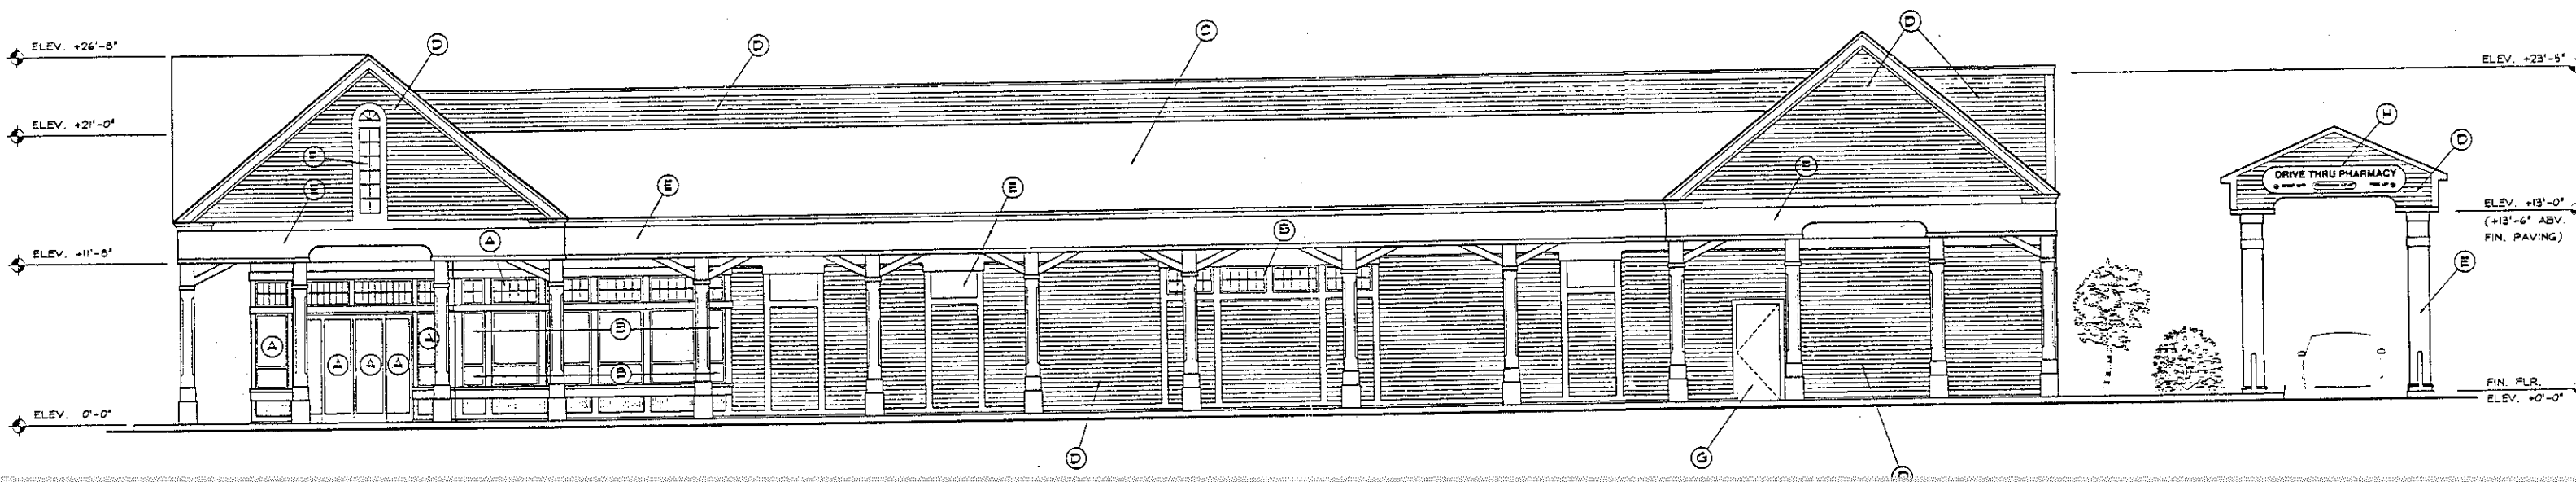 ELEV. +26'-8"
ELEV. +21'-0"
ELEV. +11'-8"
ELEV. 0'-0"
D
D
C
D
F
E
E
E
E
A
B
A
A
A
A
A
B
B
D
G
D
H
D
DRIVE THRU PHARMACY
E
ELEV. +23'-5"
ELEV. +13'-0"
(+13'-6" ABV.
FIN. PAVING)
FIN. FLR.
ELEV. +0'-0"